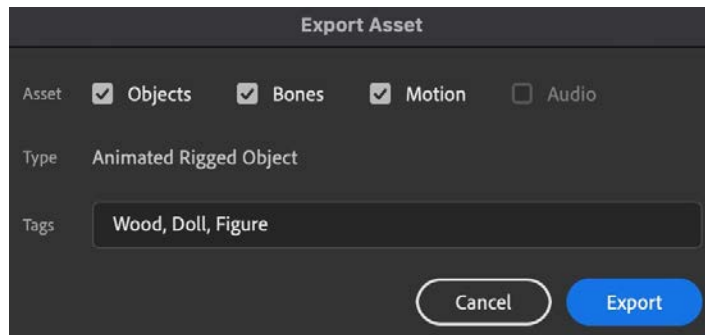 Export Asset
Asset Objects Bones Motion Audio
Type Animated Rigged Object
Tags Wood, Doll, Figure
Cancel Export